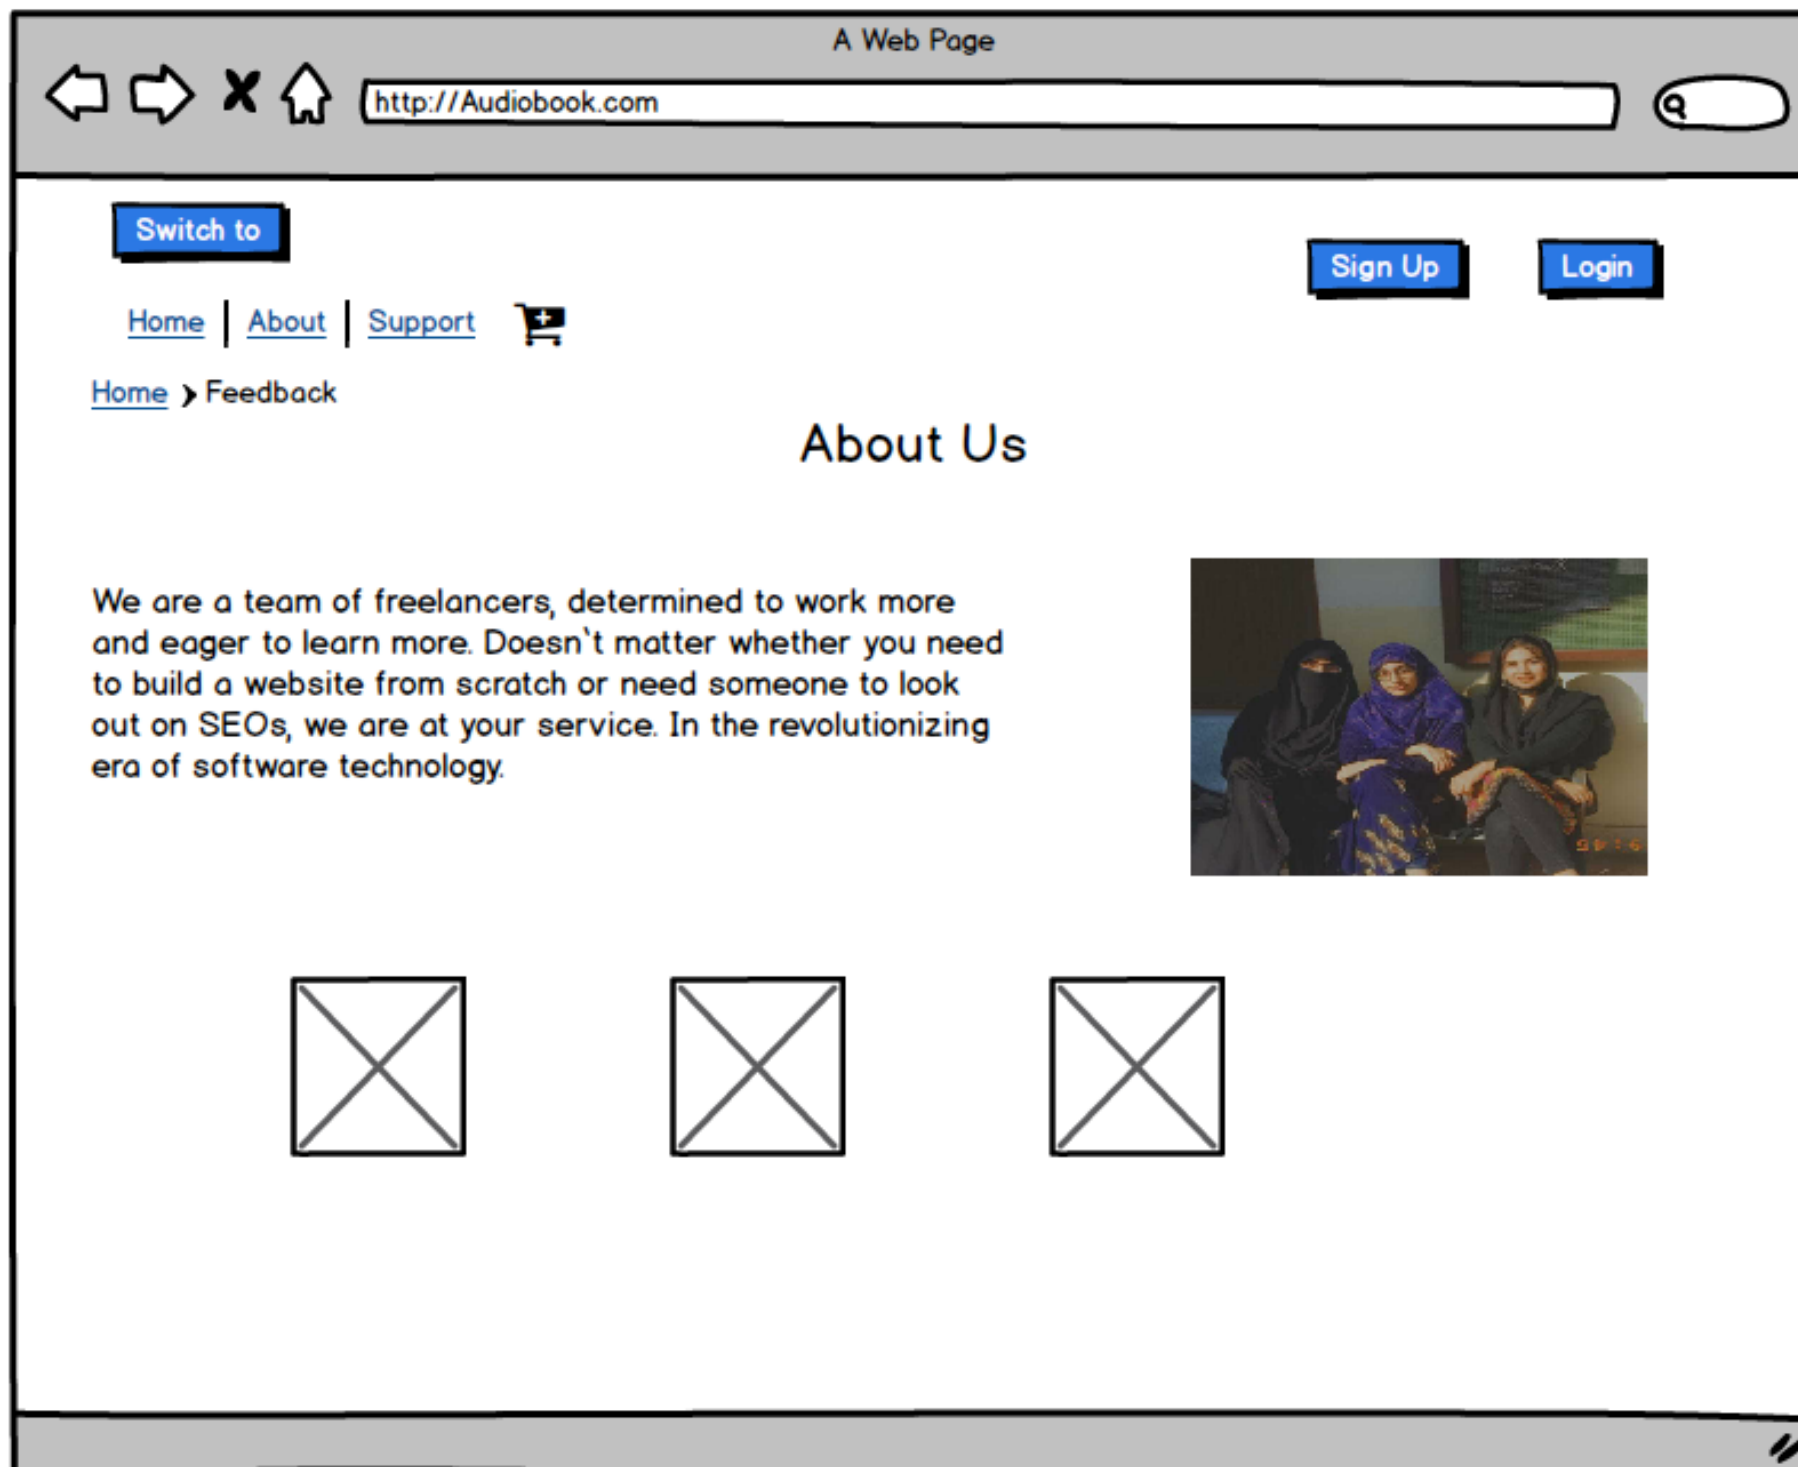 A Web Page
http://Audiobook.com
Switch to
Sign Up
Login
Home
About
Support
Home
Feedback
About Us
We are a team of freelancers, determined to work more
and eager to learn more. Doesn`t matter whether you need
to build a website from scratch or need someone to look
out on SEOs, we are at your service. In the revolutionizing
era of software technology.